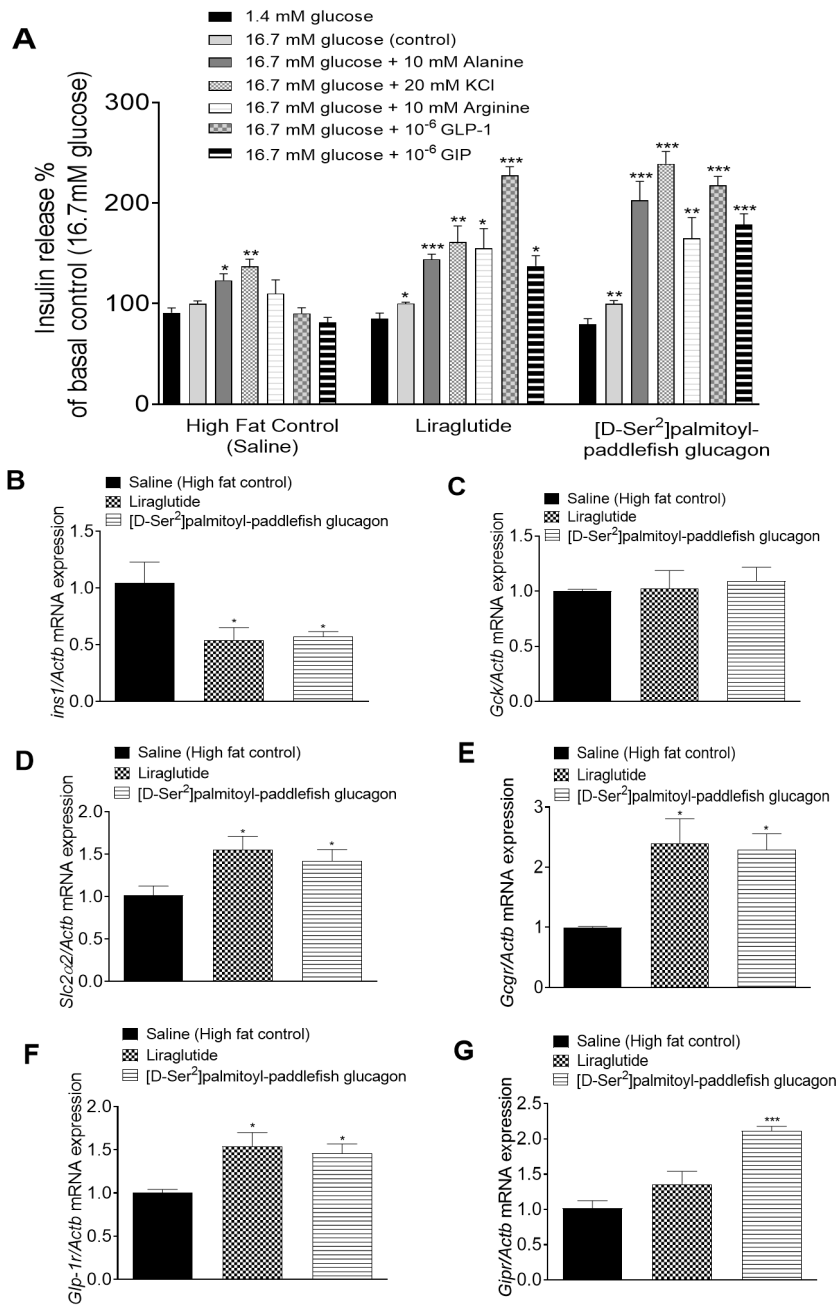 A
1.4 mM glucose
16.7 mM glucose (control)
16.7 mM glucose + 10 mM Alanine
16.7 mM glucose + 20 mM KCl
16.7 mM glucose + 10 mM Arginine
16.7 mM glucose + 10⁻⁶ GLP-1
16.7 mM glucose + 10⁻⁶ GIP
Insulin release %
of basal control (16.7mM glucose)
300
200
100
0
* ** * *** ** * *** * ** *** *** ** *** ***
High Fat Control
(Saline)
Liraglutide
[D-Ser²]palmitoyl-
paddlefish glucagon
B
Saline (High fat control)
Liraglutide
[D-Ser²]palmitoyl-paddlefish glucagon
ins1/Actb mRNA expression
1.5
1.0
0.5
0.0
* *
C
Saline (High fat control)
Liraglutide
[D-Ser²]palmitoyl-paddlefish glucagon
Gck/Actb mRNA expression
1.5
1.0
0.5
0.0
D
Saline (High fat control)
Liraglutide
[D-Ser²]palmitoyl-paddlefish glucagon
Slc2α2/Actb mRNA expression
2.0
1.5
1.0
0.5
0.0
* *
E
Saline (High fat control)
Liraglutide
[D-Ser²]palmitoyl-paddlefish glucagon
Gcgr/Actb mRNA expression
3
2
1
0
* *
F
Saline (High fat control)
Liraglutide
[D-Ser²]palmitoyl-paddlefish glucagon
Glp-1r/Actb mRNA expression
2.0
1.5
1.0
0.5
0.0
* *
G
Saline (High fat control)
Liraglutide
[D-Ser²]palmitoyl-paddlefish glucagon
Gipr/Actb mRNA expression
2.5
2.0
1.5
1.0
0.5
0.0
***